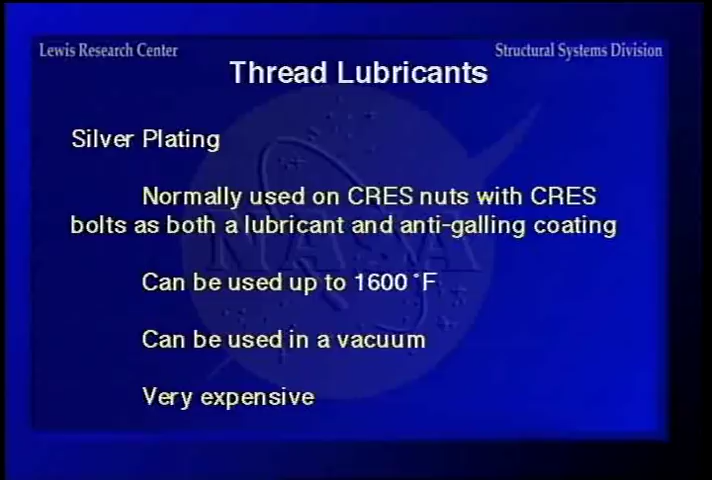 Lewis Research Center
Structural Systems Division
Thread Lubricants
Silver Plating
Normally used on CRES nuts with CRES
bolts as both a lubricant and anti-galling coating
NASA
Can be used up to 1600°F
Can be used in a vacuum
Very expensive